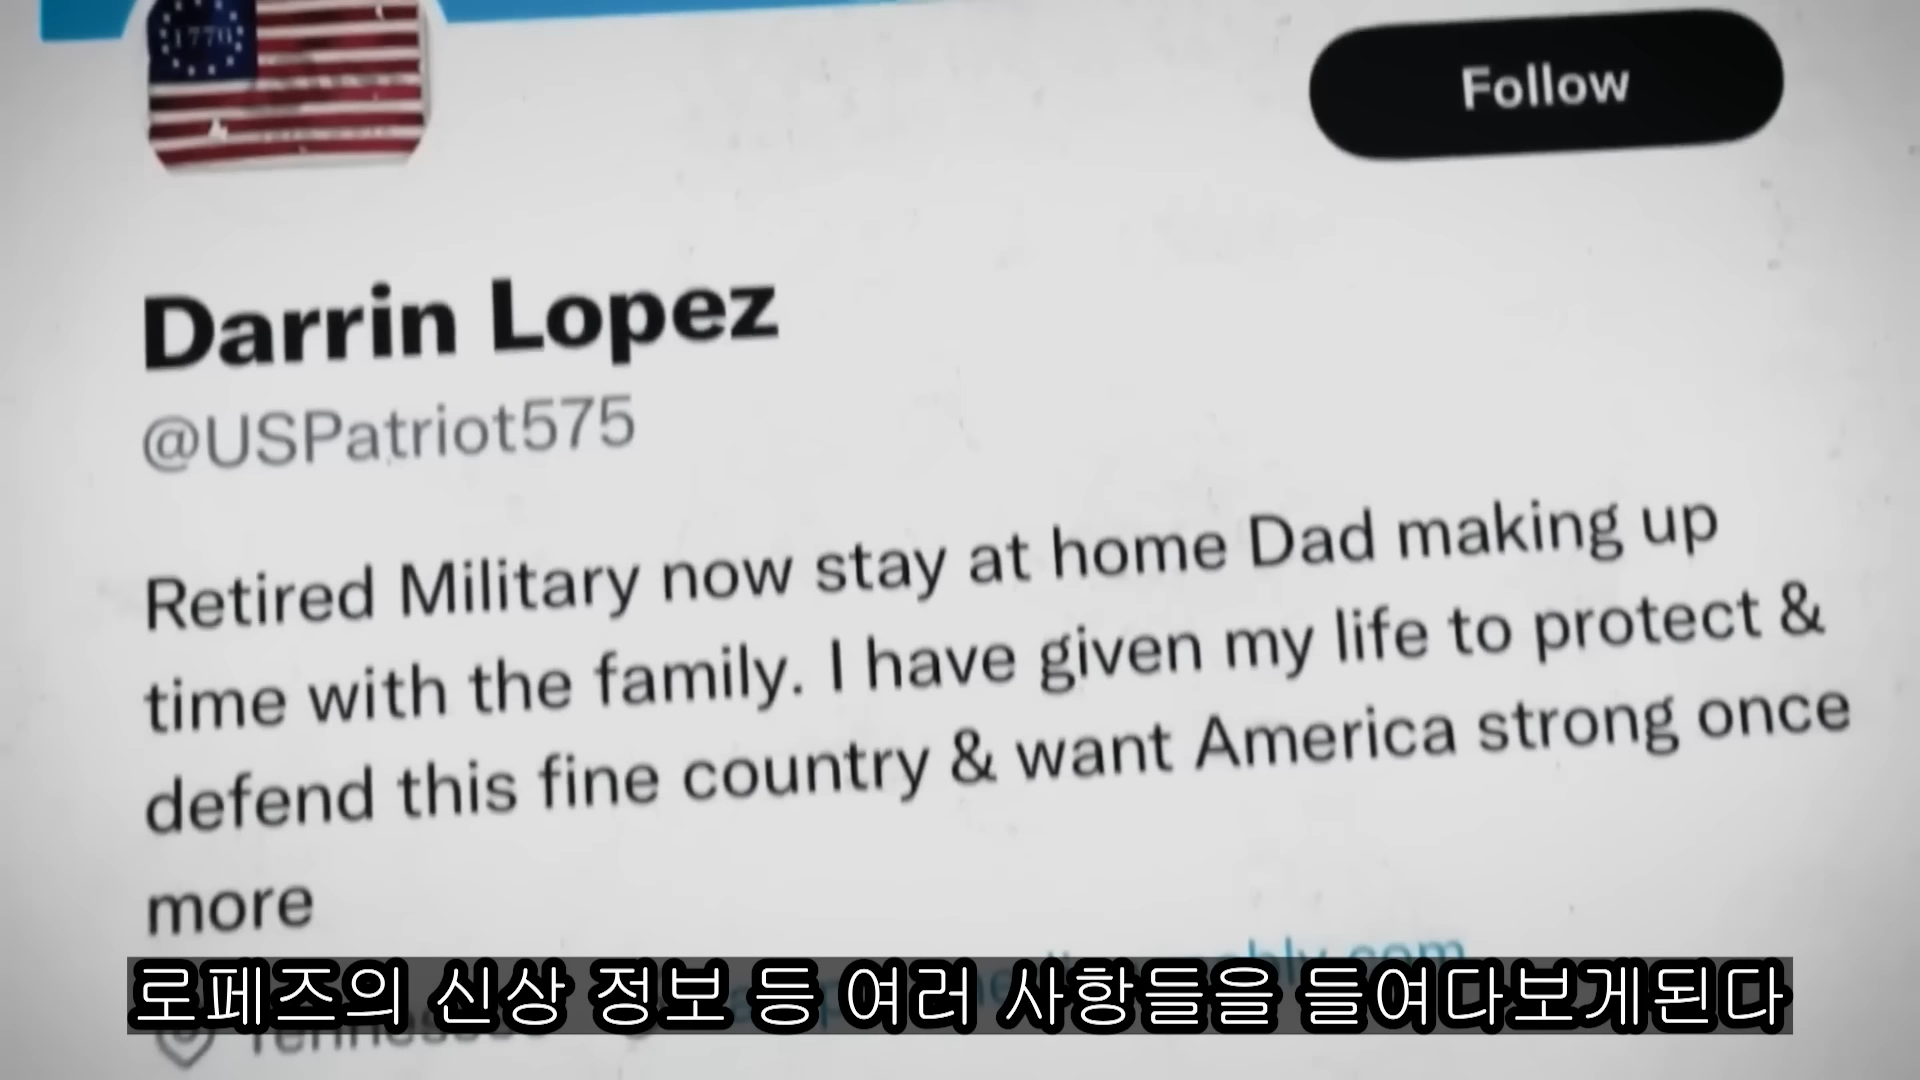 Follow
Darrin Lopez
@USPatriot575
Retired Military now stay at home Dad making up
time with the family. I have given my life to protect &
defend this fine country & want America strong once
more
로페즈의 신상 정보 등 여러 사항들을 들여다보게된다